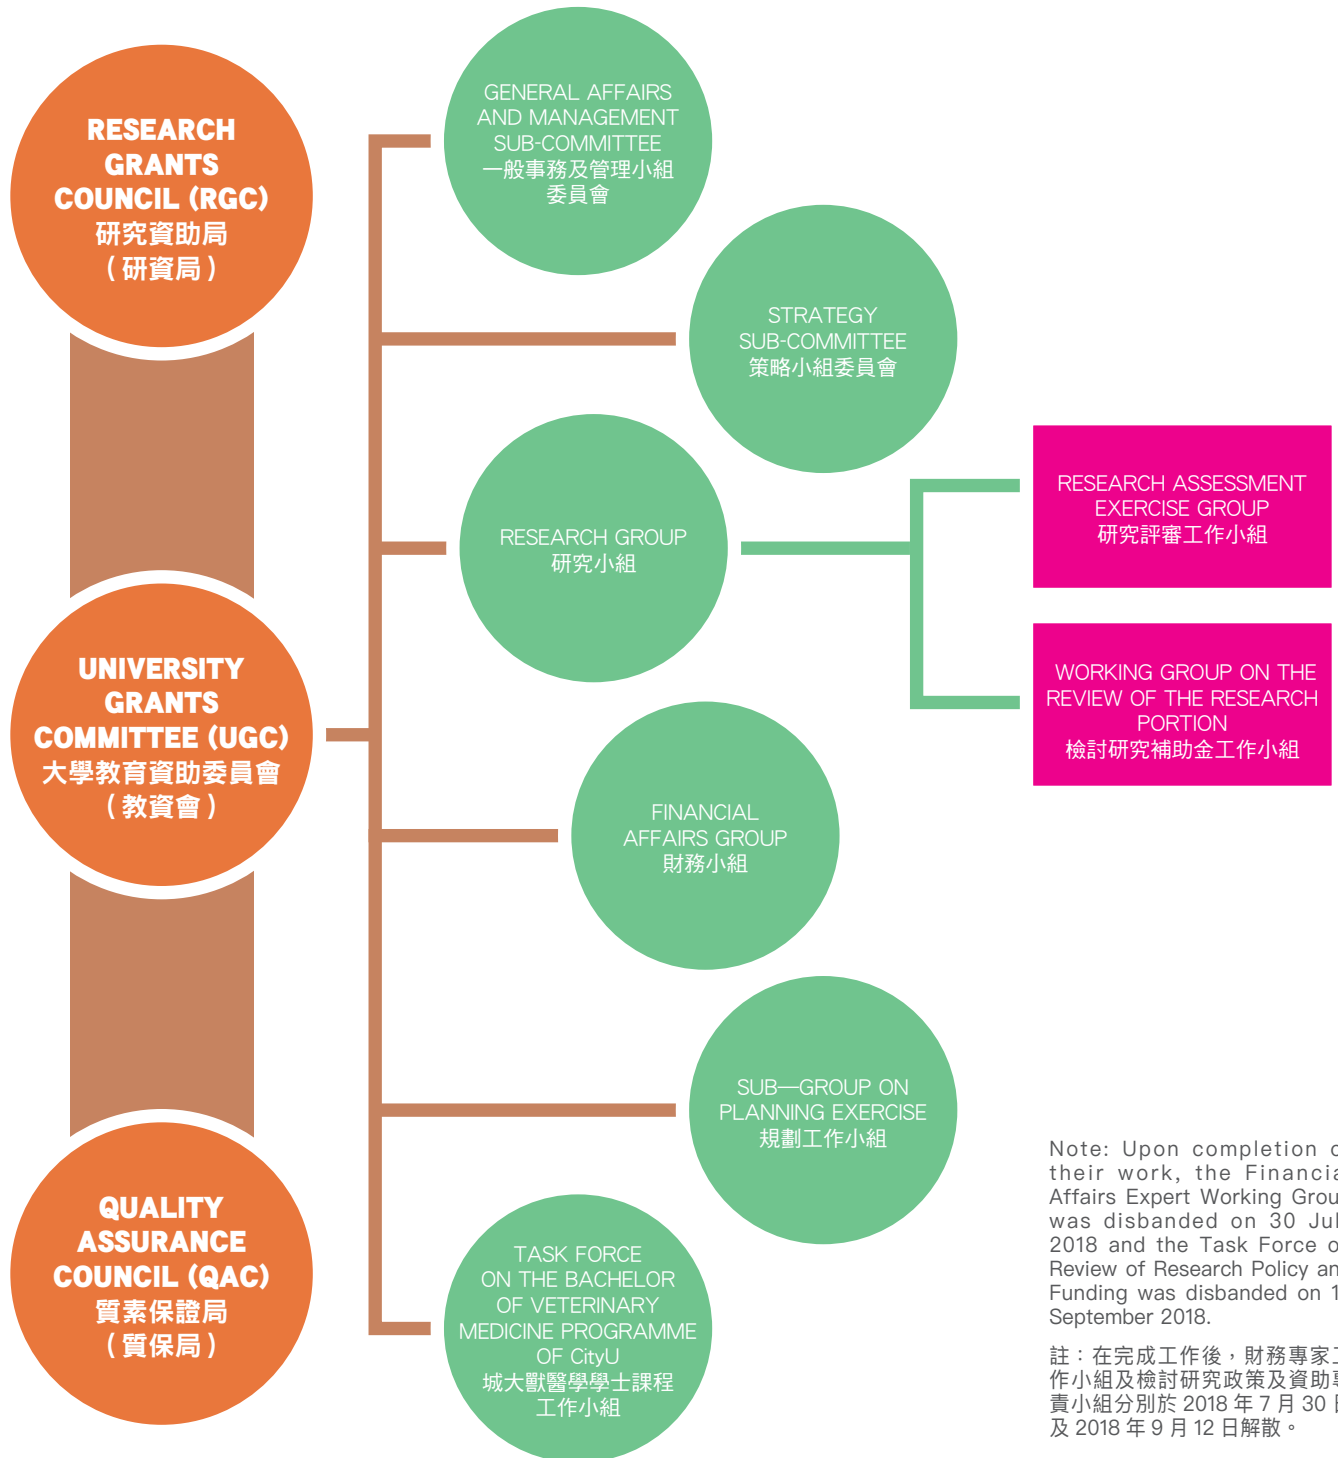 RESEARCH
GRANTS
COUNCIL (RGC)
研究資助局
（研資局）
UNIVERSITY
GRANTS
COMMITTEE (UGC)
大學教育資助委員會
（教資會）
QUALITY
ASSURANCE
COUNCIL (QAC)
質素保證局
（質保局）
GENERAL AFFAIRS
AND MANAGEMENT
SUB-COMMITTEE
一般事務及管理小組
委員會
STRATEGY
SUB-COMMITTEE
策略小組委員會
RESEARCH GROUP
研究小組
RESEARCH ASSESSMENT
EXERCISE GROUP
研究評審工作小組
WORKING GROUP ON THE
REVIEW OF THE RESEARCH
PORTION
檢討研究補助金工作小組
FINANCIAL
AFFAIRS GROUP
財務小組
SUB—GROUP ON
PLANNING EXERCISE
規劃工作小組
TASK FORCE
ON THE BACHELOR
OF VETERINARY
MEDICINE PROGRAMME
OF CityU
城大獸醫學學士課程
工作小組
Note: Upon completion
their work, the
Affairs Expert Working
was disbanded on 30
2018 and the Task Force
Review of Research Policy
Funding was disbanded on
September 2018.
註：在完成工作後，財務專家工
作小組及檢討研究政策及資助專
責小組分別於 2018 年 7 月 30 日
及 2018 年 9 月 12 日解散。